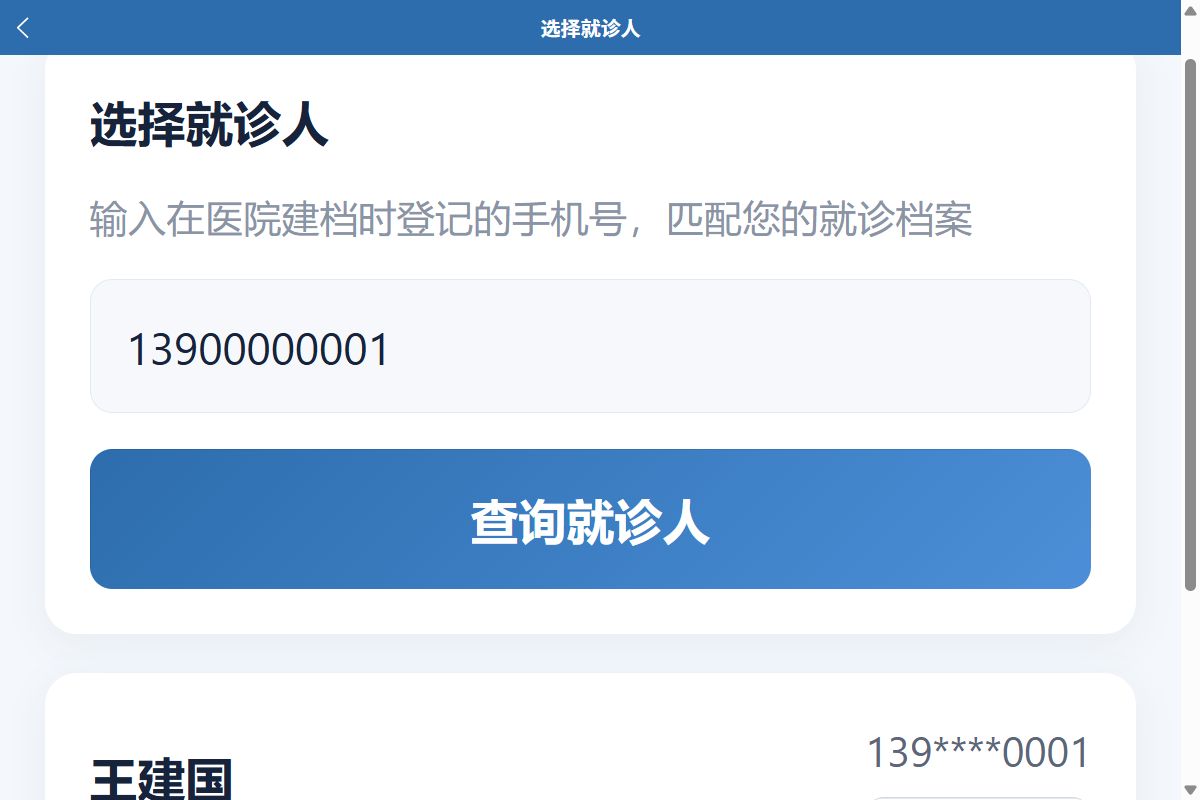 选择就诊人
选择就诊人
输入在医院建档时登记的手机号，匹配您的就诊档案
13900000001
查询就诊人
139****0001
王建国